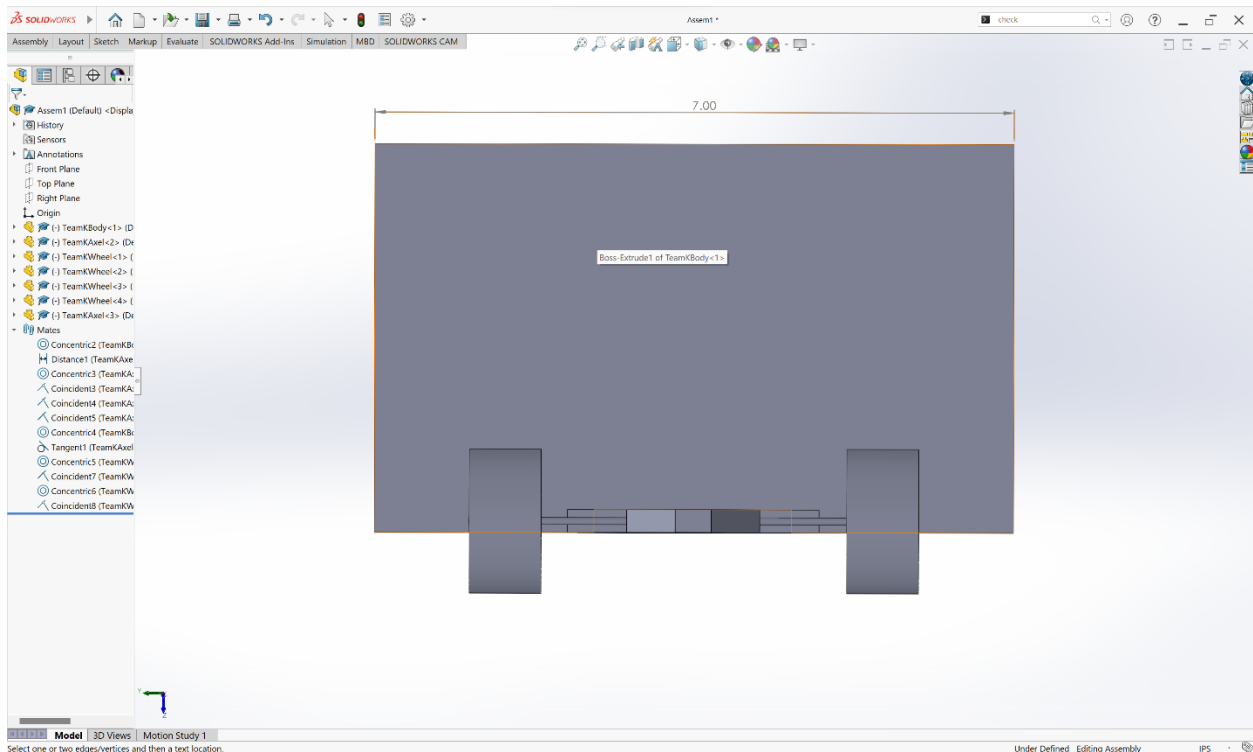 SOLIDWORKS
Assem1 *
check
Assembly Layout Sketch Markup Evaluate SOLIDWORKS Add-Ins Simulation MBD SOLIDWORKS CAM
Assem1 (Default) <Displa
History
Sensors
Annotations
Front Plane
Top Plane
Right Plane
Origin
(-) TeamKBody<1> (D
(-) TeamKAxel<2> (De
(-) TeamKWheel<1> (
(-) TeamKWheel<2> (
(-) TeamKWheel<3> (
(-) TeamKWheel<4> (
(-) TeamKAxel<3> (De
Mates
Concentric2 (TeamKBo
Distance1 (TeamKAxe
Concentric3 (TeamKA
Coincident3 (TeamKA
Coincident4 (TeamKA
Coincident5 (TeamKA
Concentric4 (TeamKBo
Tangent1 (TeamKAxel
Concentric5 (TeamKW
Coincident7 (TeamKW
Concentric6 (TeamKW
Coincident8 (TeamKW
7.00
Boss-Extrude1 of TeamKBody<1>
Y
Z
Model 3D Views Motion Study 1
Select one or two edges/vertices and then a text location.
Under Defined Editing Assembly IPS